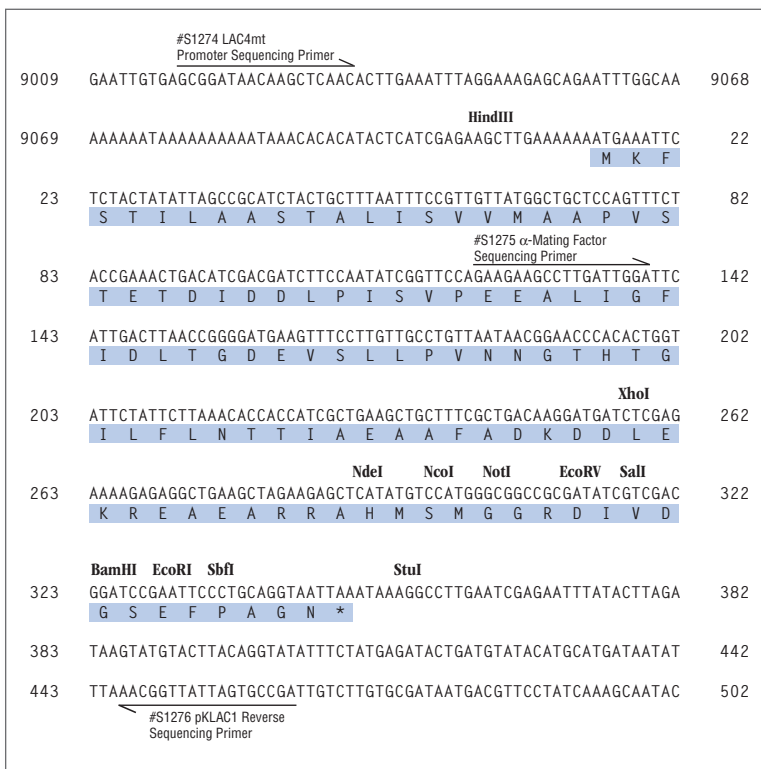 #S1274 LAC4mt
Promoter Sequencing Primer
9009 GAATTGTGAGCGGATAACAAGCTCAACACTTGAAATTTAGGAAAGAGCAGAATTTGGCAA 9068
HindIII
9069 AAAAAATAAAAAAAAAATAAACACACATACTCATCGAGAAGCTTGAAAAAAATGAAATTC 22
M K F
23 TCTACTATATTAGCCGCATCTACTGCTTTAATTTCCGTTGTTATGGCTGCTCCAGTTTCT 82
S T I L A A S T A L I S V V M A A P V S
#S1275 α-Mating Factor
Sequencing Primer
83 ACCGAAACTGACATCGACGATCTTCCAATATCGGTTCCAGAAGAAGCCTTGATTGGATTC 142
T E T D I D D L P I S V P E E A L I G F
143 ATTGACTTAACCGGGGATGAAGTTTCCTTGTTGCCTGTTAATAACGGAACCCACACTGGT 202
I D L T G D E V S L L P V N N G T H T G
XhoI
203 ATTCTATTCTTAAACACCACCATCGCTGAAGCTGCTTTCGCTGACAAGGATGATCTCGAG 262
I L F L N T T I A E A A F A D K D D L E
NdeI NcoI NotI EcoRV SalI
263 AAAAGAGAGGCTGAAGCTAGAAGAGCTCATATGTCCATGGGCGGCCGCGATATCGTCGAC 322
K R E A E A R R A H M S M G G R D I V D
BamHI EcoRI SbfI StuI
323 GGATCCGAATTCCCTGCAGGTAATTAAATAAAGGCCTTGAATCGAGAATTTATACTTAGA 382
G S E F P A G N *
383 TAAGTATGTACTTACAGGTATATTTCTATGAGATACTGATGTATACATGCATGATAATAT 442
443 TTAAACGGTTATTAGTGCCGATTGTCTTGTGCGATAATGACGTTCCTATCAAAGCAATAC 502
#S1276 pKLAC1 Reverse
Sequencing Primer